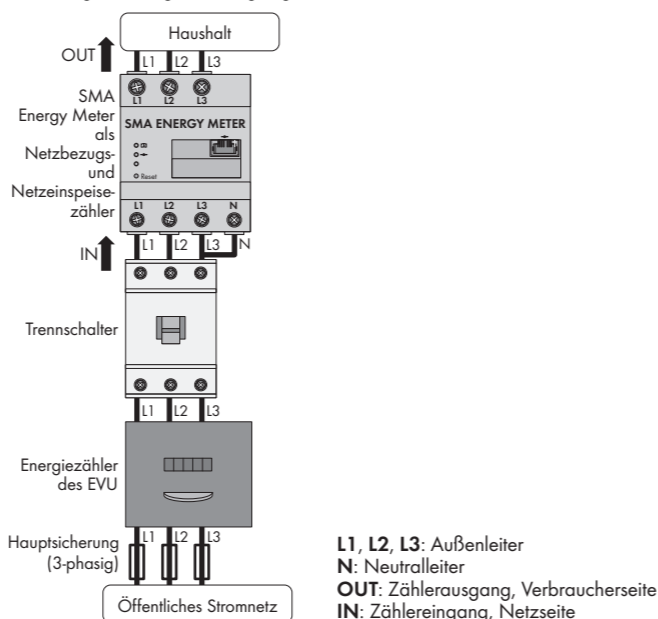 Haushalt
OUT
L1 L2 L3
L1 L2 L3
SMA
Energy Meter
als
Netzbezugs-
und
Netzeinspeise-
zähler
SMA ENERGY METER
Reset
L1 L2 L3 N
IN
L1 L2 L3 N
Trennschalter
L1 L2 L3
Energiezähler
des EVU
Hauptsicherung
(3-phasig)
L1 L2 L3
Öffentliches Stromnetz
L1, L2, L3: Außenleiter
N: Neutralleiter
OUT: Zählerausgang, Verbraucherseite
IN: Zählereingang, Netzseite